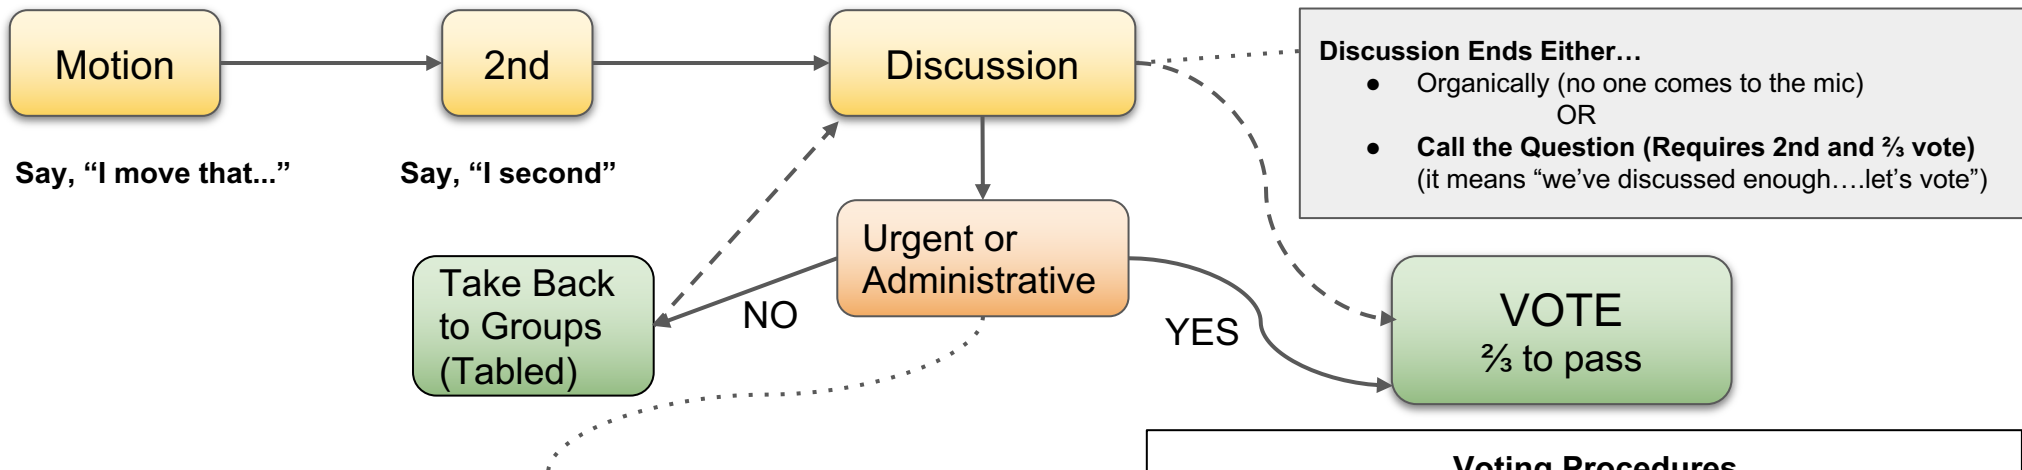 Motion
2nd
Discussion
Say, “I move that...”
Say, “I second”
Discussion Ends Either…
● Organically (no one comes to the mic)
OR
● Call the Question (Requires 2nd and ⅔ vote)
(it means “we’ve discussed enough….let’s vote”)
Urgent or
Administrative
Take Back
to Groups
(Tabled)
NO
YES
VOTE
⅔ to pass
Voting Procedures